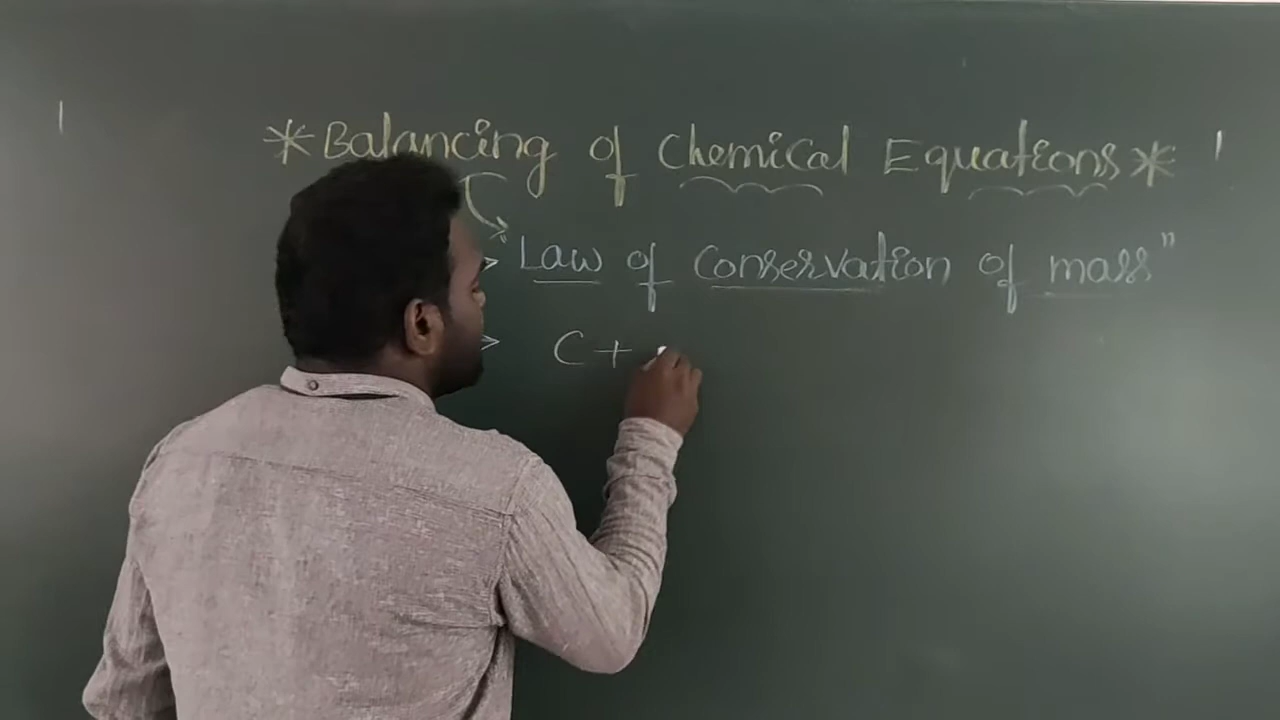 * Balancing of Chemical Equations *
Law of Conservation of mass"
C +